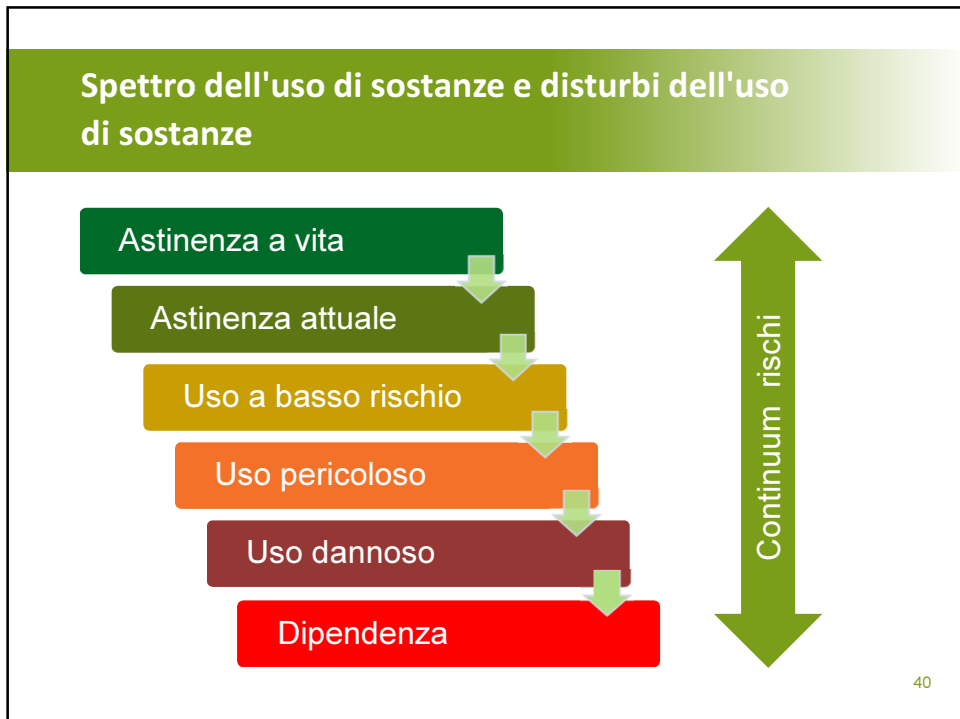 Spettro dell'uso di sostanze e disturbi dell'uso
di sostanze
Astinenza a vita
Astinenza attuale
Uso a basso rischio
Uso pericoloso
Uso dannoso
Dipendenza
Continuum rischi
40